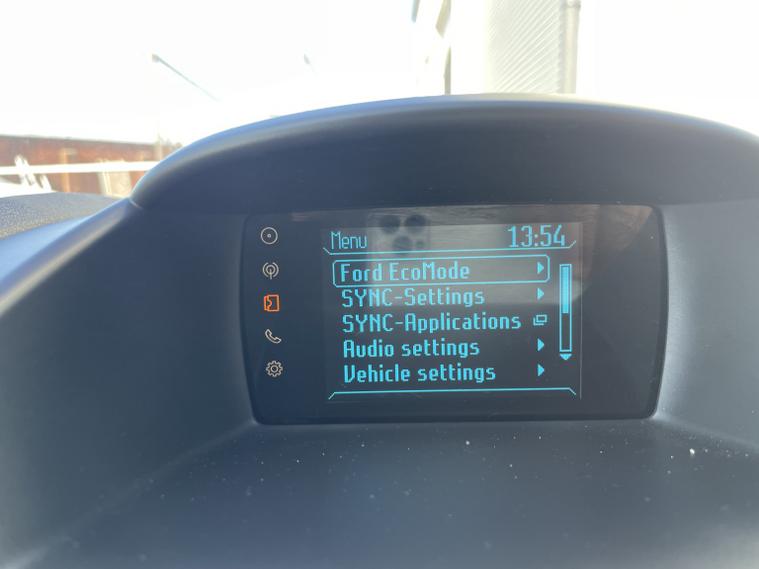 Menu 13:54
Ford EcoMode
SYNC-Settings
SYNC-Applications
Audio settings
Vehicle settings